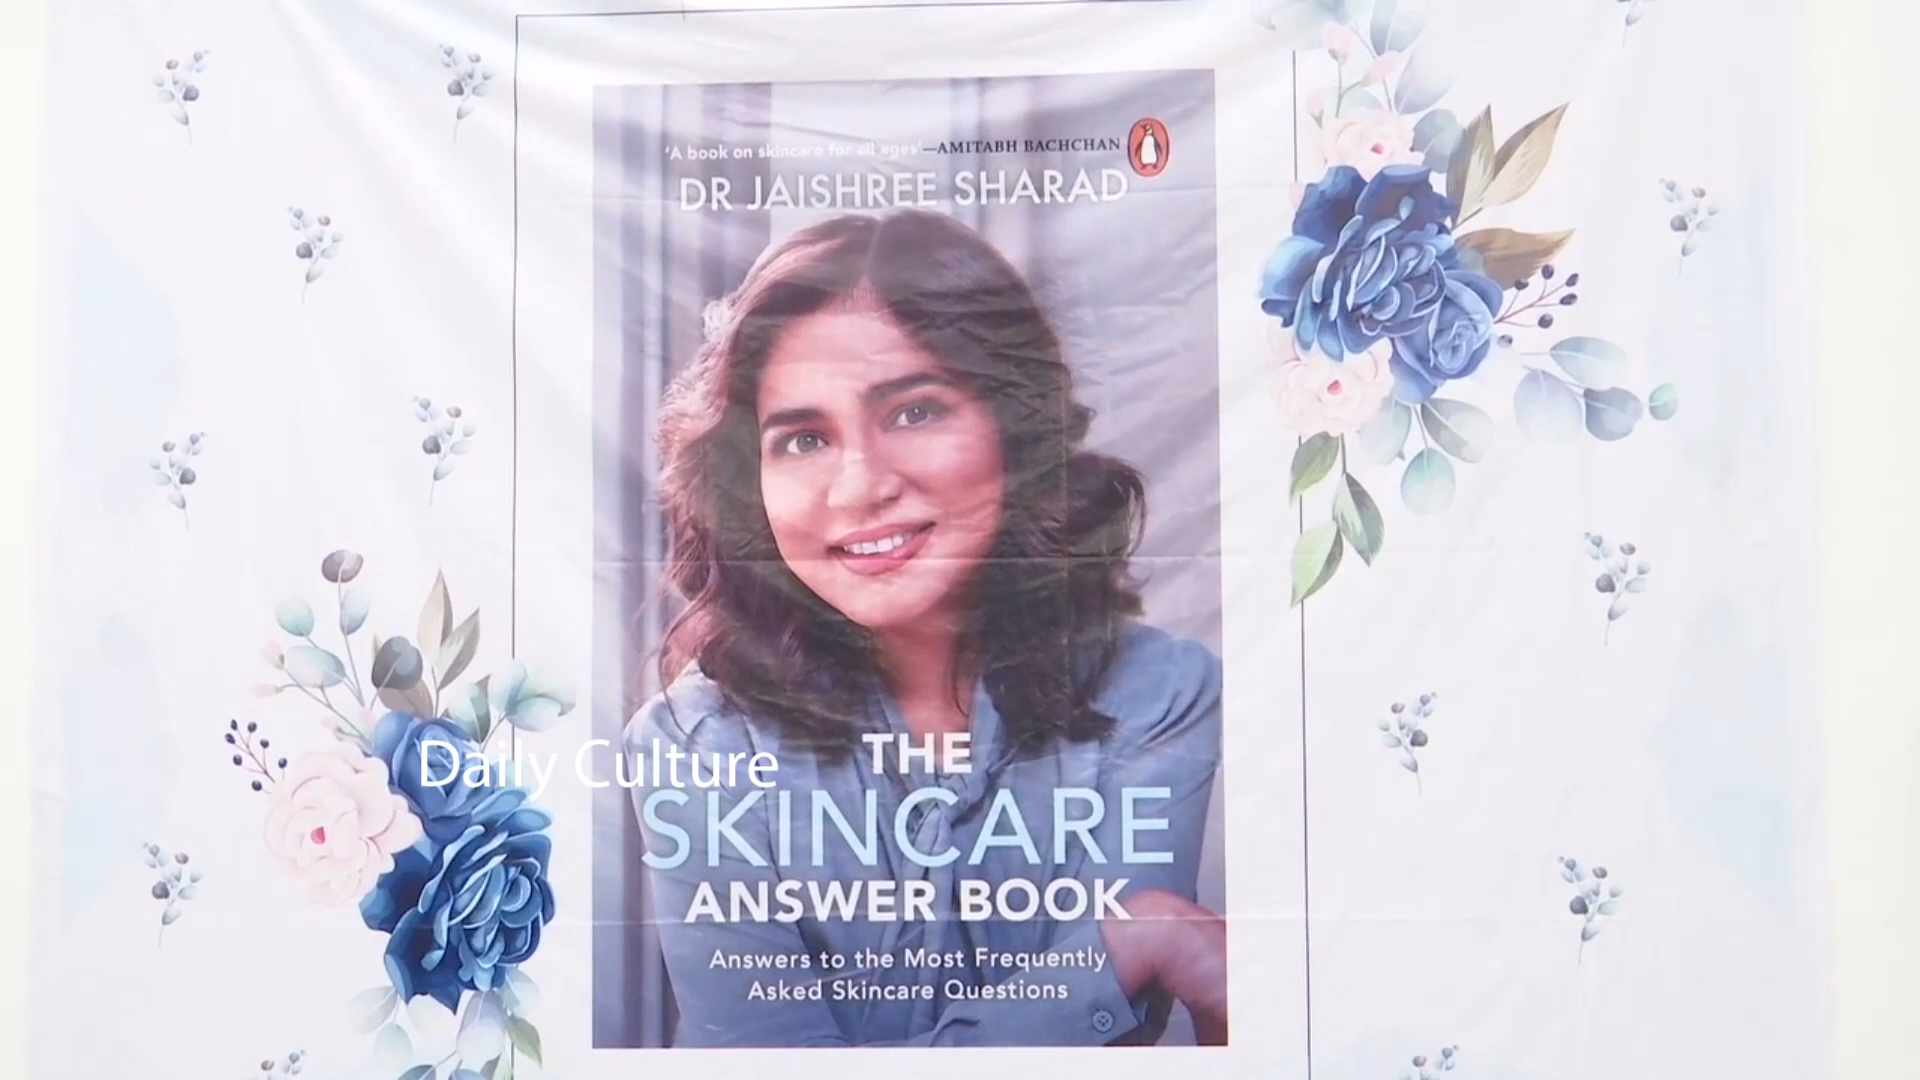 'A book on skincare for all ages'—AMITABH BACHCHAN
DR JAISHREE SHARAD
THE
SKINCARE
ANSWER BOOK
Answers to the Most Frequently
Asked Skincare Questions
Daily Culture